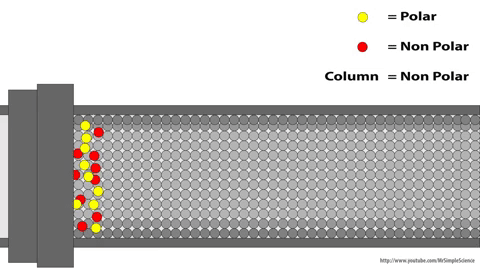 = Polar
= Non Polar
Column = Non Polar
http://www.youtube.com/MrSimpleScience